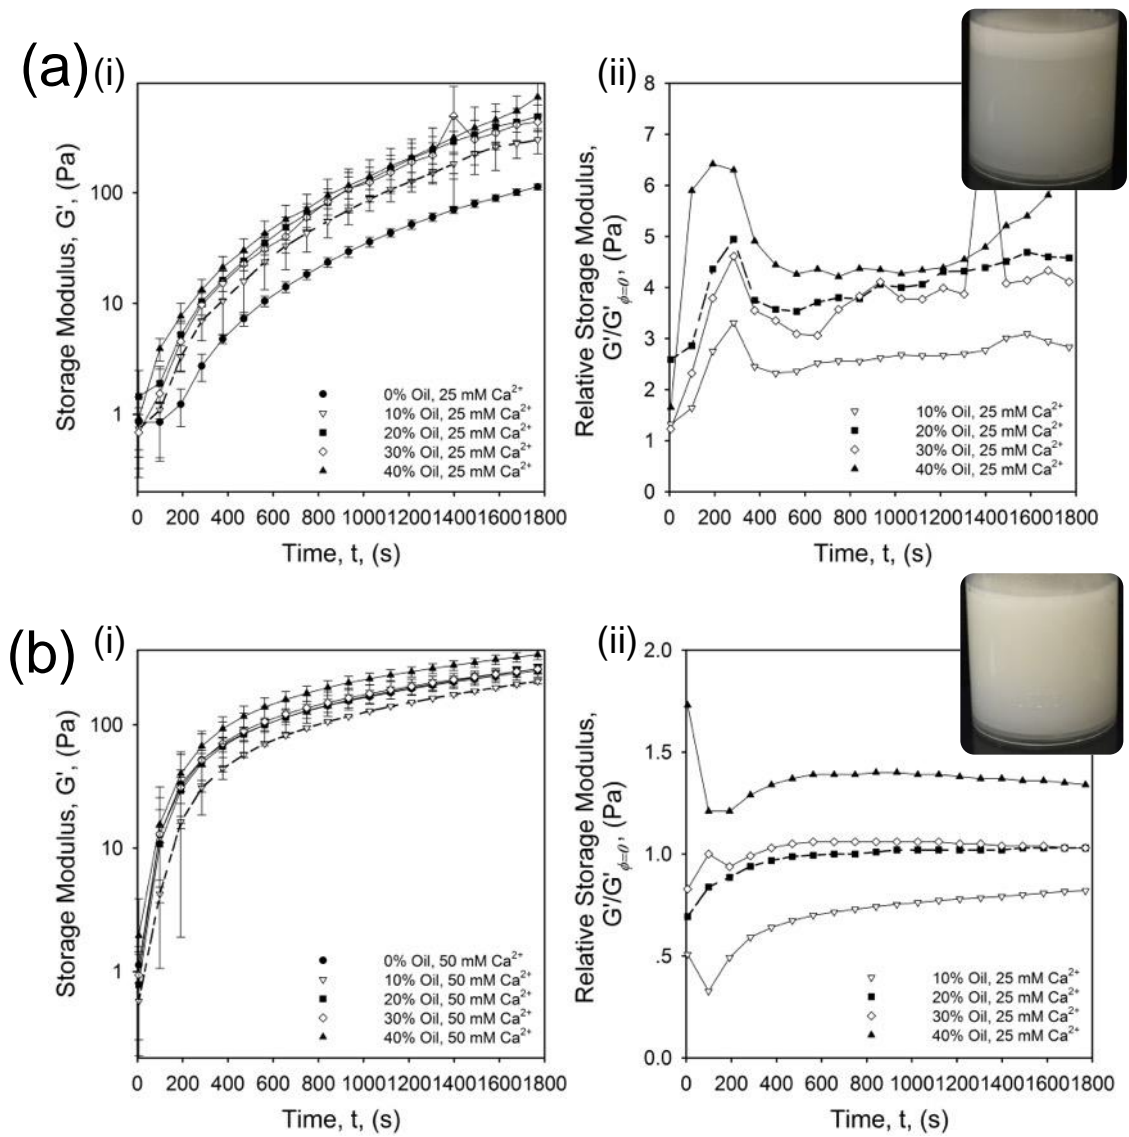 (a)
(i)
Storage Modulus, G', (Pa)
100
10
1
0% Oil, 25 mM Ca²⁺
10% Oil, 25 mM Ca²⁺
20% Oil, 25 mM Ca²⁺
30% Oil, 25 mM Ca²⁺
40% Oil, 25 mM Ca²⁺
0 200 400 600 800 1000 1200 1400 1600 1800
Time, t, (s)
(ii)
Relative Storage Modulus,
G'/G'ϕ=0, (Pa)
8
7
6
5
4
3
2
1
0
10% Oil, 25 mM Ca²⁺
20% Oil, 25 mM Ca²⁺
30% Oil, 25 mM Ca²⁺
40% Oil, 25 mM Ca²⁺
0 200 400 600 800 1000 1200 1400 1600 1800
Time, t, (s)
(b)
(i)
Storage Modulus, G', (Pa)
100
10
1
0% Oil, 50 mM Ca²⁺
10% Oil, 50 mM Ca²⁺
20% Oil, 50 mM Ca²⁺
30% Oil, 50 mM Ca²⁺
40% Oil, 50 mM Ca²⁺
0 200 400 600 800 1000 1200 1400 1600 1800
Time, t, (s)
(ii)
Relative Storage Modulus,
G'/G'ϕ=0, (Pa)
2.0
1.5
1.0
.5
0.0
10% Oil, 25 mM Ca²⁺
20% Oil, 25 mM Ca²⁺
30% Oil, 25 mM Ca²⁺
40% Oil, 25 mM Ca²⁺
0 200 400 600 800 1000 1200 1400 1600 1800
Time, t, (s)